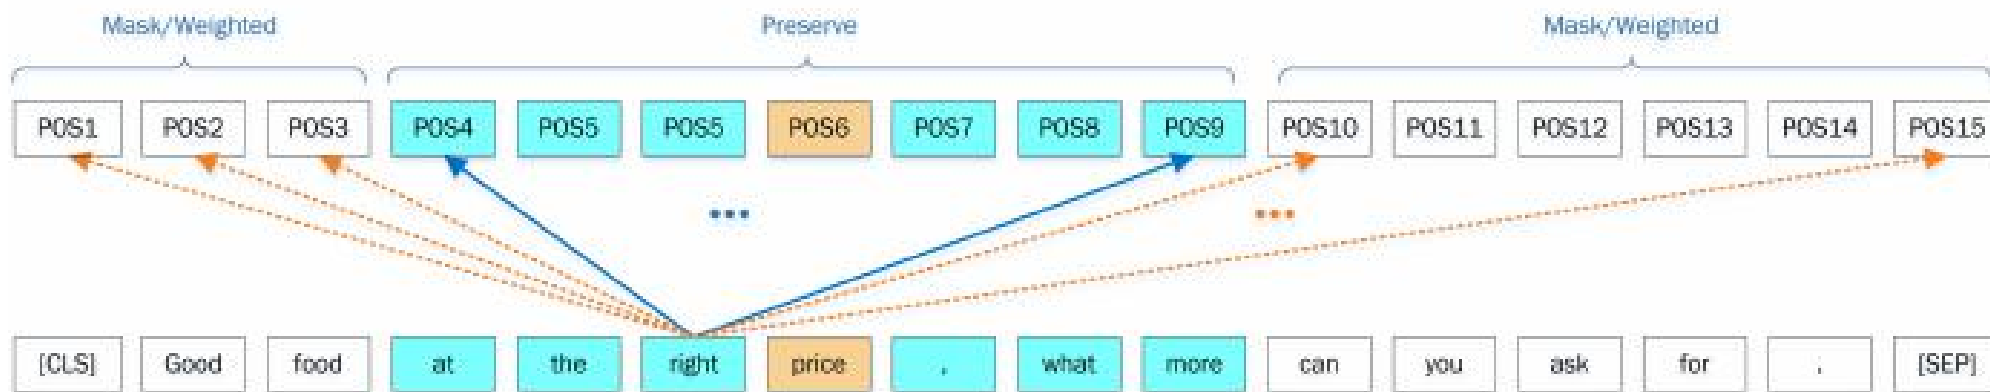 Mask/Weighted Preserve Mask/Weighted
POS1 POS2 POS3 POS4 POS5 POS5 POS6 POS7 POS8 POS9 POS10 POS11 POS12 POS13 POS14 POS15
... ...
[CLS] Good food at the right price , what more can you ask for . [SEP]